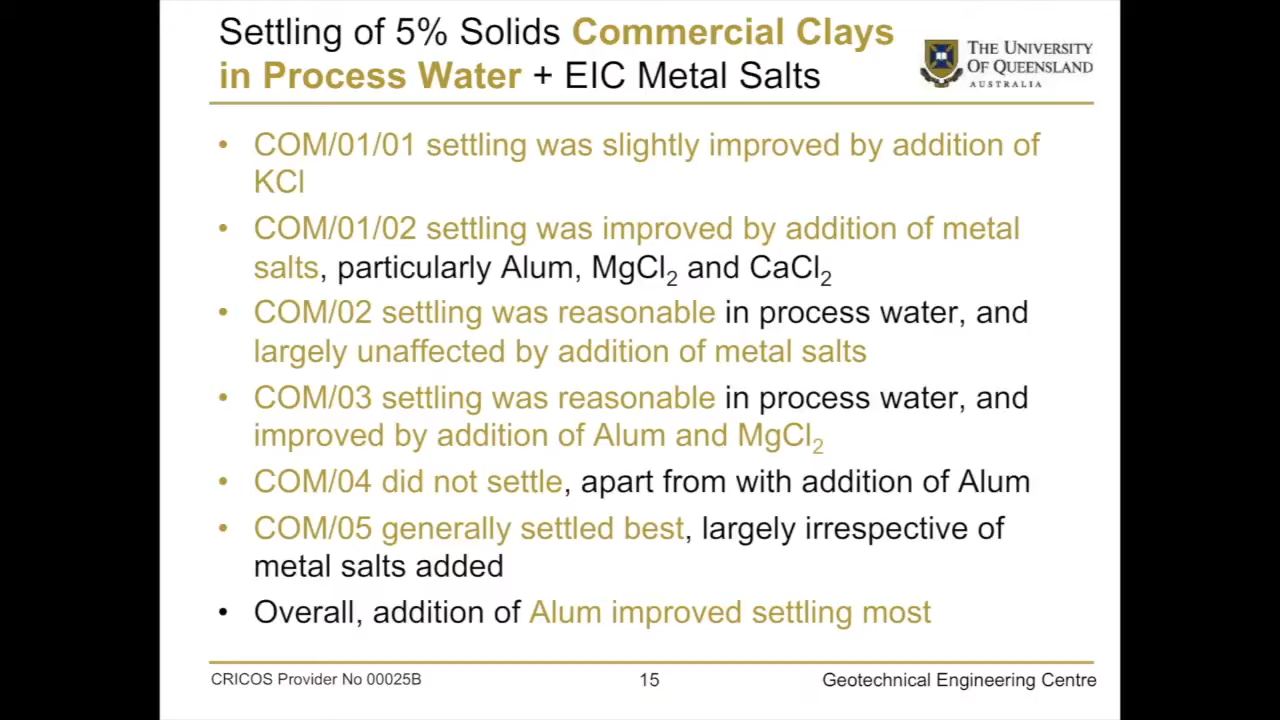 Settling of 5% Solids Commercial Clays
in Process Water + EIC Metal Salts
THE UNIVERSITY
OF QUEENSLAND
AUSTRALIA
• COM/01/01 settling was slightly improved by addition of
KCl
• COM/01/02 settling was improved by addition of metal
salts, particularly Alum, MgCl₂ and CaCl₂
• COM/02 settling was reasonable in process water, and
largely unaffected by addition of metal salts
• COM/03 settling was reasonable in process water, and
improved by addition of Alum and MgCl₂
• COM/04 did not settle, apart from with addition of Alum
• COM/05 generally settled best, largely irrespective of
metal salts added
• Overall, addition of Alum improved settling most
CRICOS Provider No 00025B
15
Geotechnical Engineering Centre